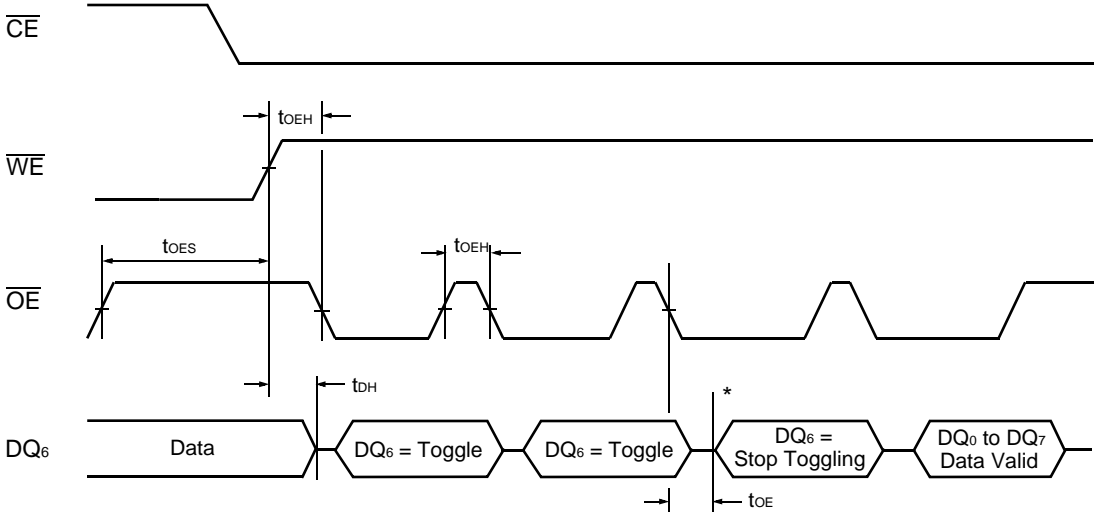 CE
tOEH
WE
tOES
tOEH
OE
tDH
*
DQ6
Data
DQ6 = Toggle
DQ6 = Toggle
DQ6 =
Stop Toggling
DQ0 to DQ7
Data Valid
tOE